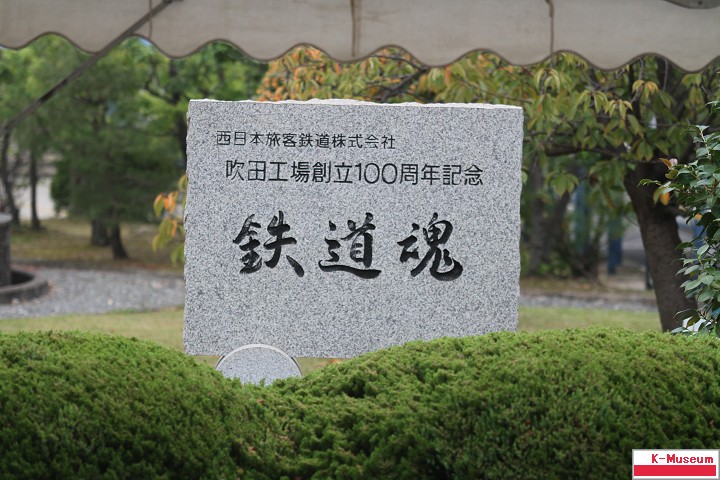 西日本旅客鉄道株式会社
吹田工場創立100周年記念
鉄道魂
K-Museum